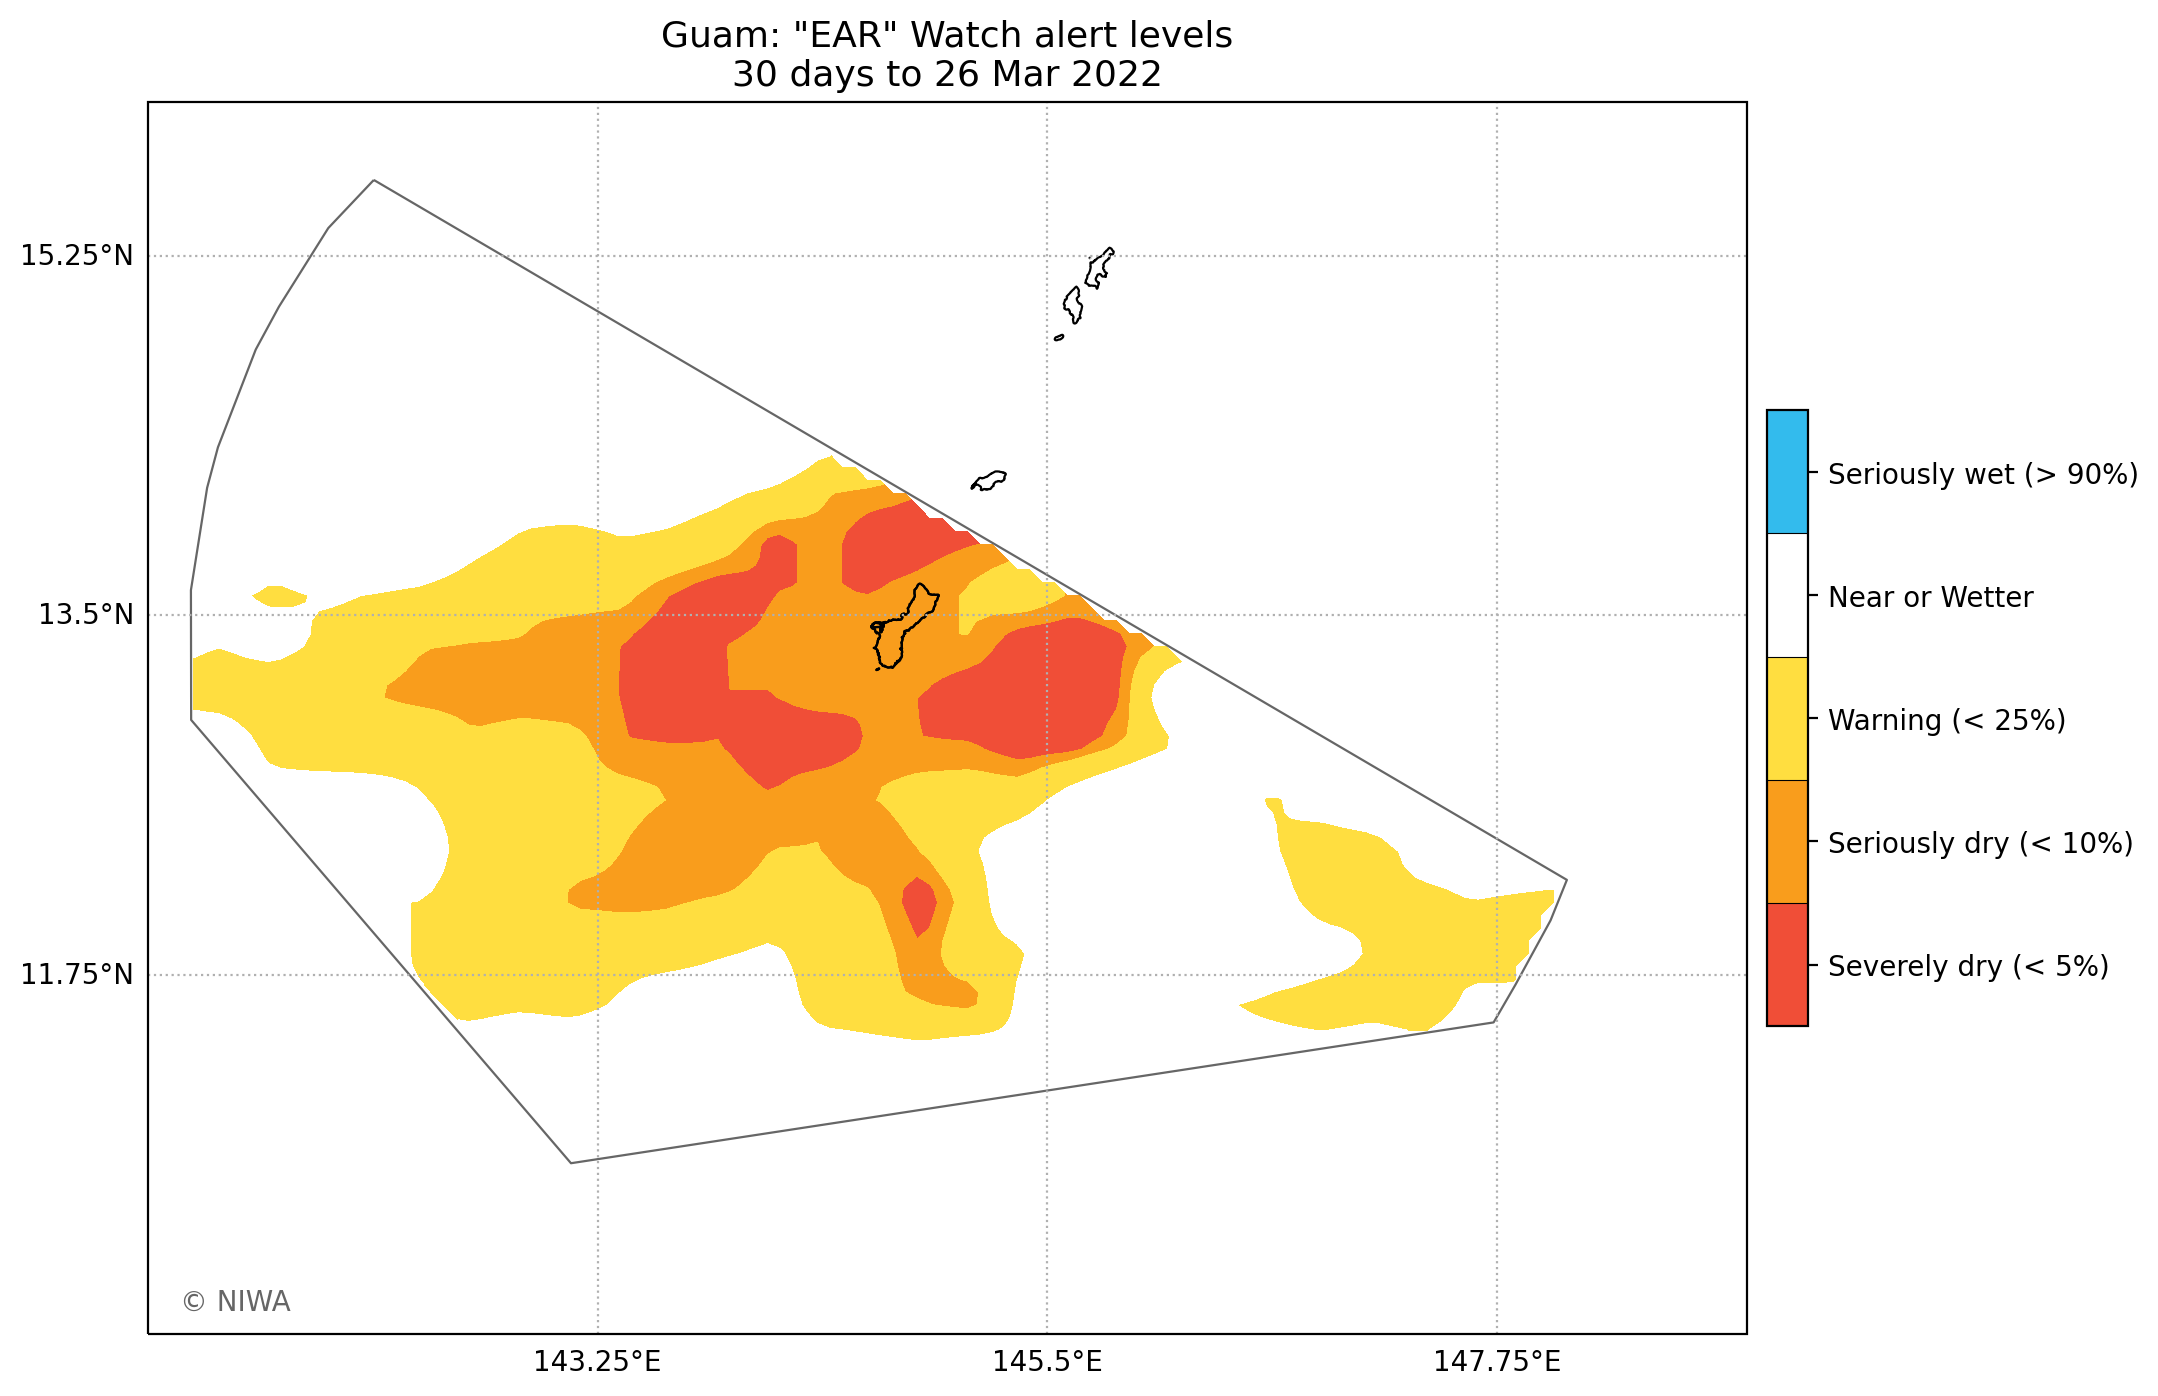 Guam: "EAR" Watch alert levels
30 days to 26 Mar 2022
15.25°N
13.5°N
11.75°N
143.25°E
145.5°E
147.75°E
Seriously wet (> 90%)
Near or Wetter
Warning (< 25%)
Seriously dry (< 10%)
Severely dry (< 5%)
© NIWA